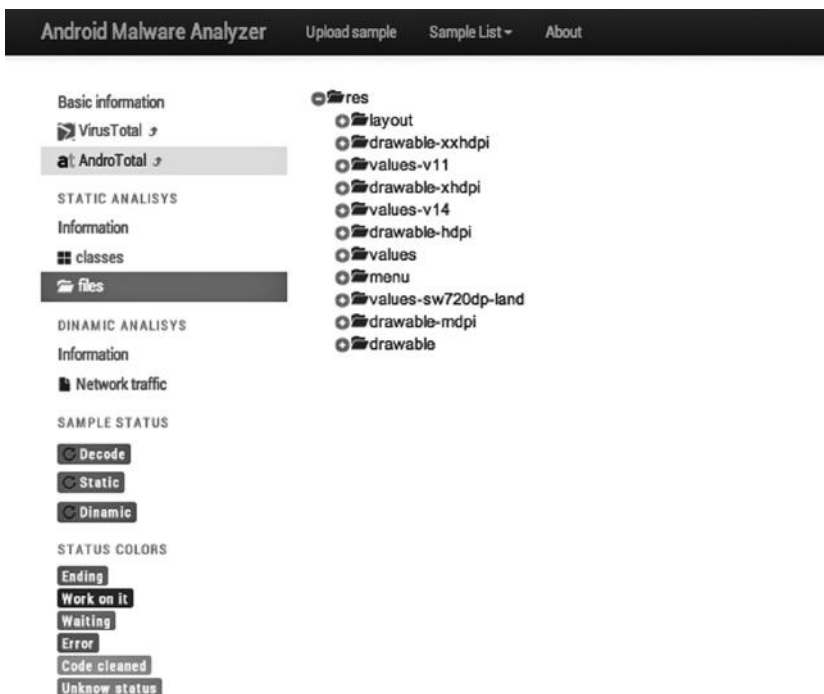 Android Malware Analyzer Upload sample Sample List About
Basic information
VirusTotal
at AndroTotal
STATIC ANALISYS
Information
classes
files
DINAMIC ANALISYS
Information
Network traffic
SAMPLE STATUS
Decode
Static
Dinamic
STATUS COLORS
Ending
Work on it
Waiting
Error
Code cleaned
Unknow status
res
layout
drawable-xxhdpi
values-v11
drawable-xhdpi
values-v14
drawable-hdpi
values
menu
values-sw720dp-land
drawable-mdpi
drawable